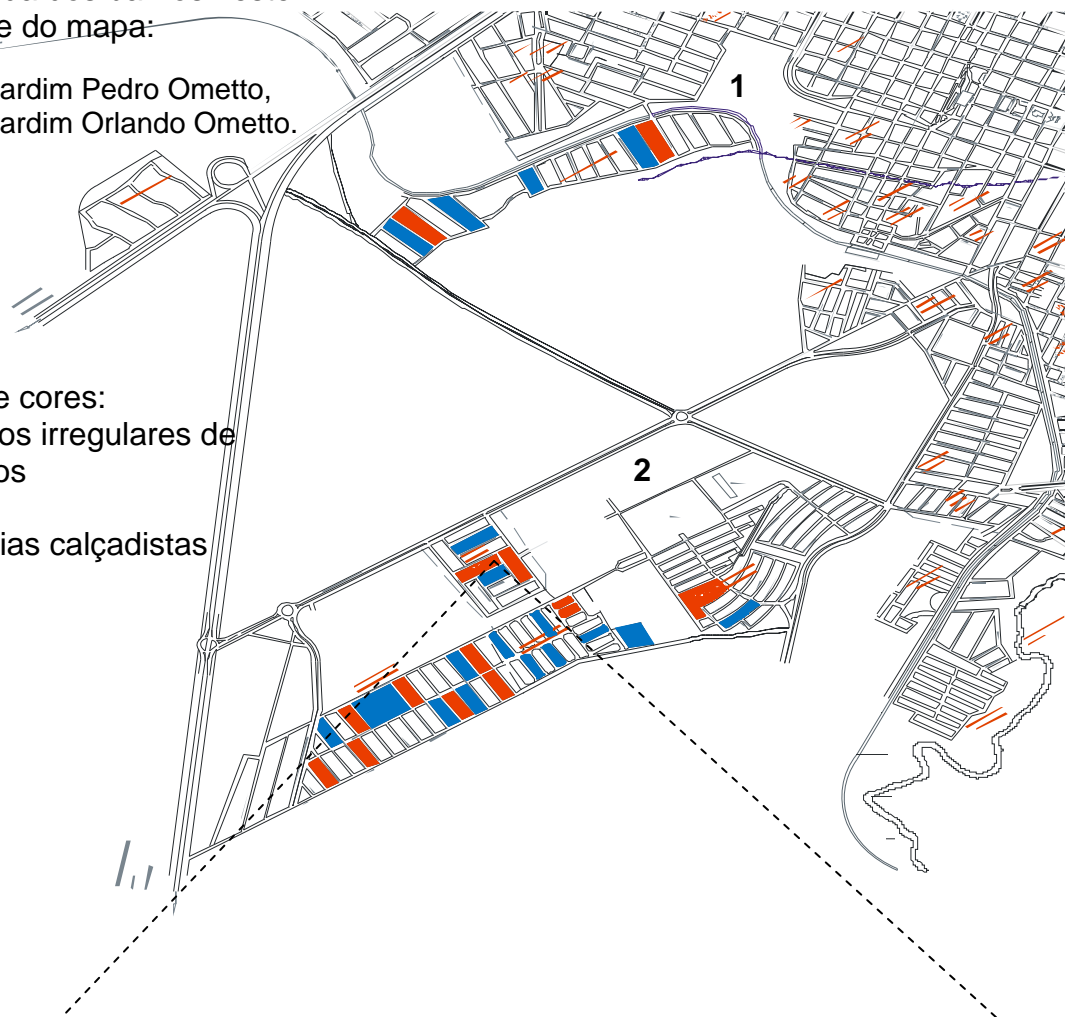 e do mapa:
ardim Pedro Ometto,
ardim Orlando Ometto.
1
e cores:
os irregulares de
os
2
ias calçadistas